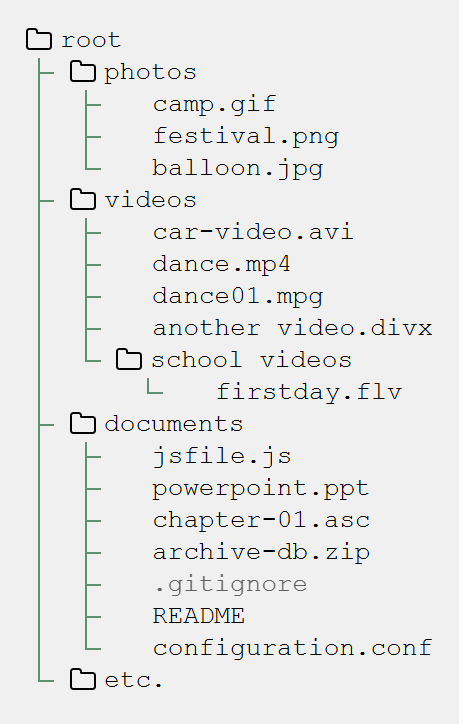 root
photos
camp.gif
festival.png
balloon.jpg
videos
car-video.avi
dance.mp4
dance01.mpg
another video.divx
school videos
firstday.flv
documents
jsfile.js
powerpoint.ppt
chapter-01.asc
archive-db.zip
.gitignore
README
configuration.conf
etc.